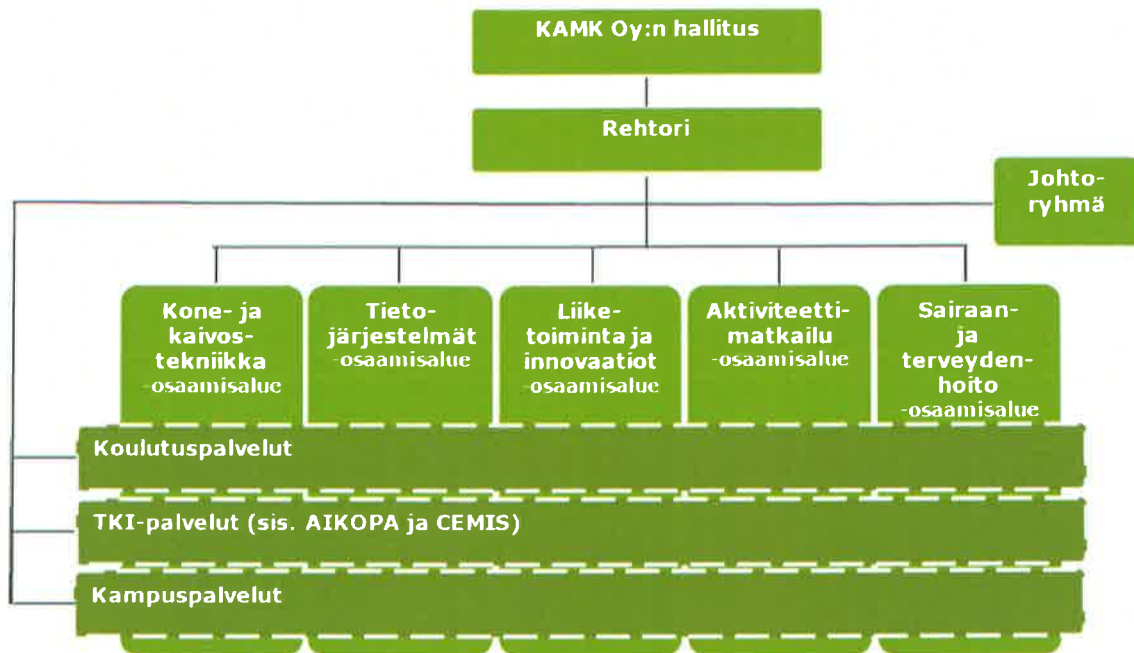 KAMK Oy:n hallitus
Rehtori
Johto-
ryhmä
Kone- ja
kaivos-
tekniikka
-osaamisalue
Tieto-
järjestelmät
-osaamisalue
Liike-
toiminta ja
innovaatiot
-osaamisalue
Aktiviteetti-
matkailu
-osaamisalue
Sairaan-
ja
terveyden-
hoito
-osaamisalue
Koulutuspalvelut
TKI-palvelut (sis. AIKOPA ja CEMIS)
Kampuspalvelut